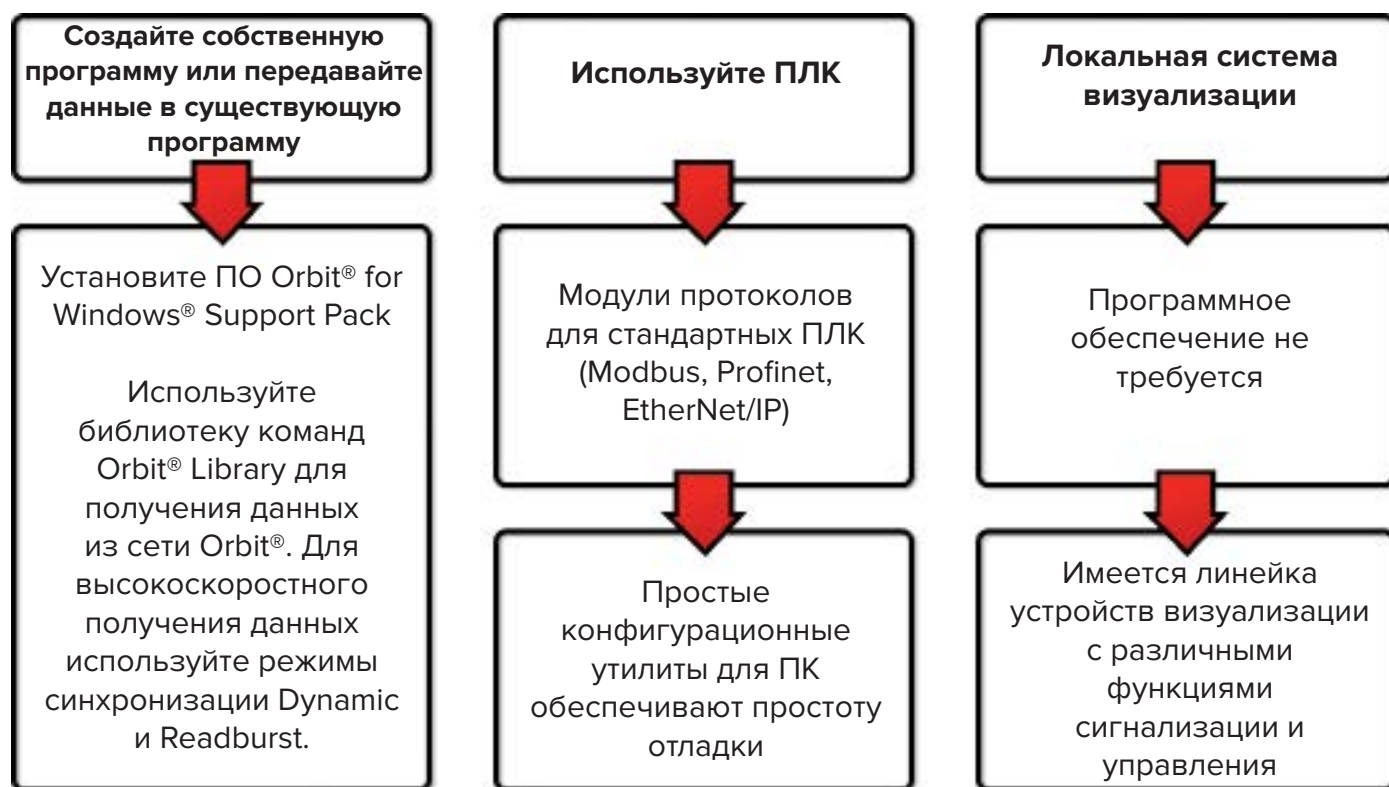 Создайте собственную
программу или передавайте
данные в существующую
программу
Установите ПО Orbit® for
Windows® Support Pack
Используйте
библиотеку команд
Orbit® Library для
получения данных
из сети Orbit®. Для
высокоскоростного
получения данных
используйте режимы
синхронизации Dynamic
и Readburst.
Используйте ПЛК
Модули протоколов
для стандартных ПЛК
(Modbus, Profinet,
EtherNet/IP)
Простые
конфигурационные
утилиты для ПК
обеспечивают простоту
отладки
Локальная система
визуализации
Программное
обеспечение не
требуется
Имеется линейка
устройств визуализации
с различными
функциями
сигнализации и
управления